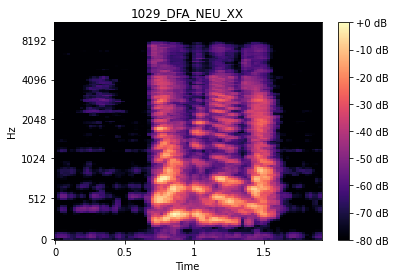 1029_DFA_NEU_XX
+0 dB
8192
-10 dB
4096
-20 dB
-30 dB
2048
Hz
-40 dB
1024
-50 dB
512
-60 dB
-70 dB
0
-80 dB
0
0.5
1
1.5
Time